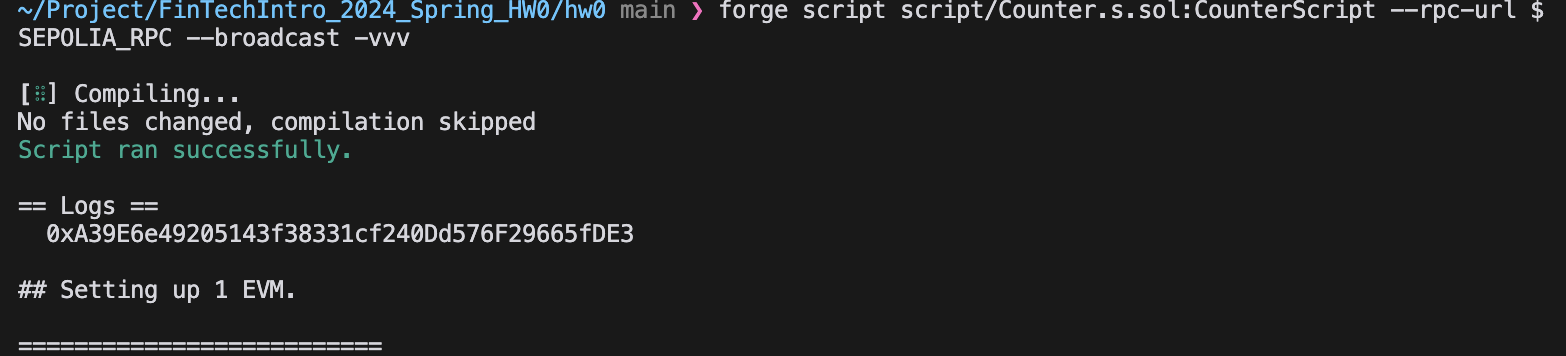 ~/Project/FinTechIntro_2024_Spring_HW0/hw0 main ❯ forge script script/Counter.s.sol:CounterScript --rpc-url $
SEPOLIA_RPC --broadcast -vvv
[⠿] Compiling...
No files changed, compilation skipped
Script ran successfully.
== Logs ==
0xA39E6e49205143f38331cf240Dd576F29665fDE3
## Setting up 1 EVM.
==========================